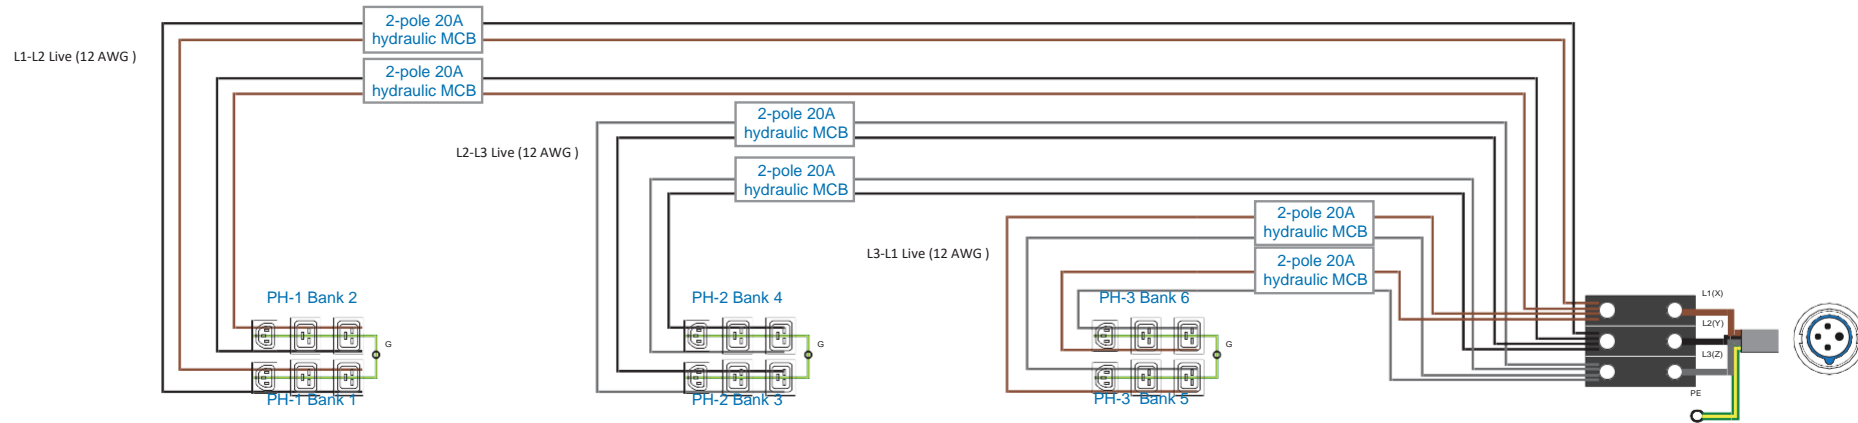 2-pole 20A
hydraulic MCB
L1-L2 Live (12 AWG )
2-pole 20A
hydraulic MCB
2-pole 20A
hydraulic MCB
L2-L3 Live (12 AWG )
2-pole 20A
hydraulic MCB
2-pole 20A
hydraulic MCB
L3-L1 Live (12 AWG )
2-pole 20A
hydraulic MCB
PH-1 Bank 2
PH-2 Bank 4
PH-3 Bank 6
L1(X)
L2(Y)
G
G
G
L3(Z)
PH-1 Bank 1
PH-2 Bank 3
PH-3 Bank 5
PE